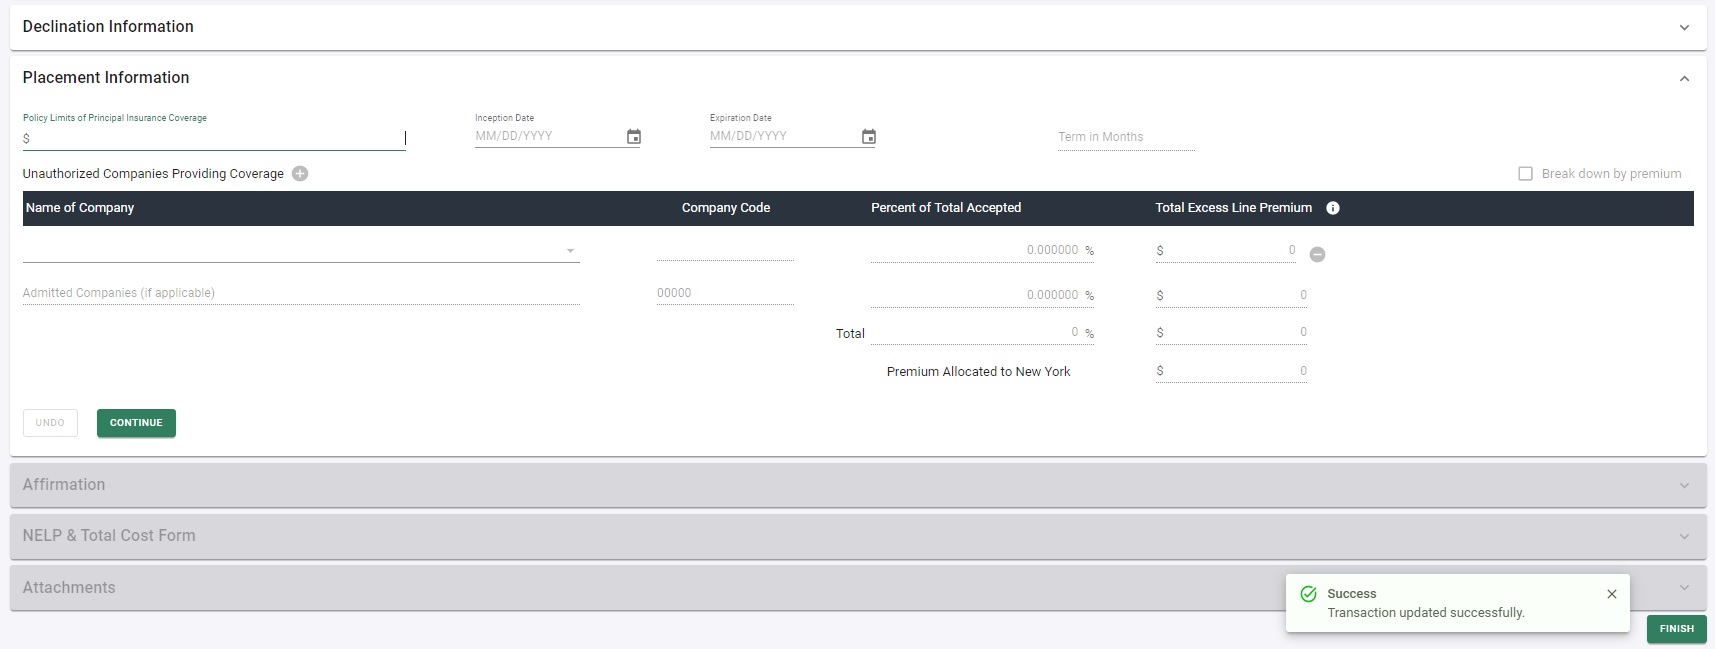 Declination Information
Placement Information
Policy Limits of Principal Insurance Coverage Inception Date Expiration Date
$ MM/DD/YYYY MM/DD/YYYY Term in Months
Unauthorized Companies Providing Coverage Break down by premium
Name of Company Company Code Percent of Total Accepted Total Excess Line Premium
0.000000 % $ 0
Admitted Companies (if applicable) 00000 0.000000 % $ 0
Total 0 % $ 0
Premium Allocated to New York $ 0
UNDO CONTINUE
Affirmation
NELP & Total Cost Form
Attachments
Success
Transaction updated successfully.
FINISH